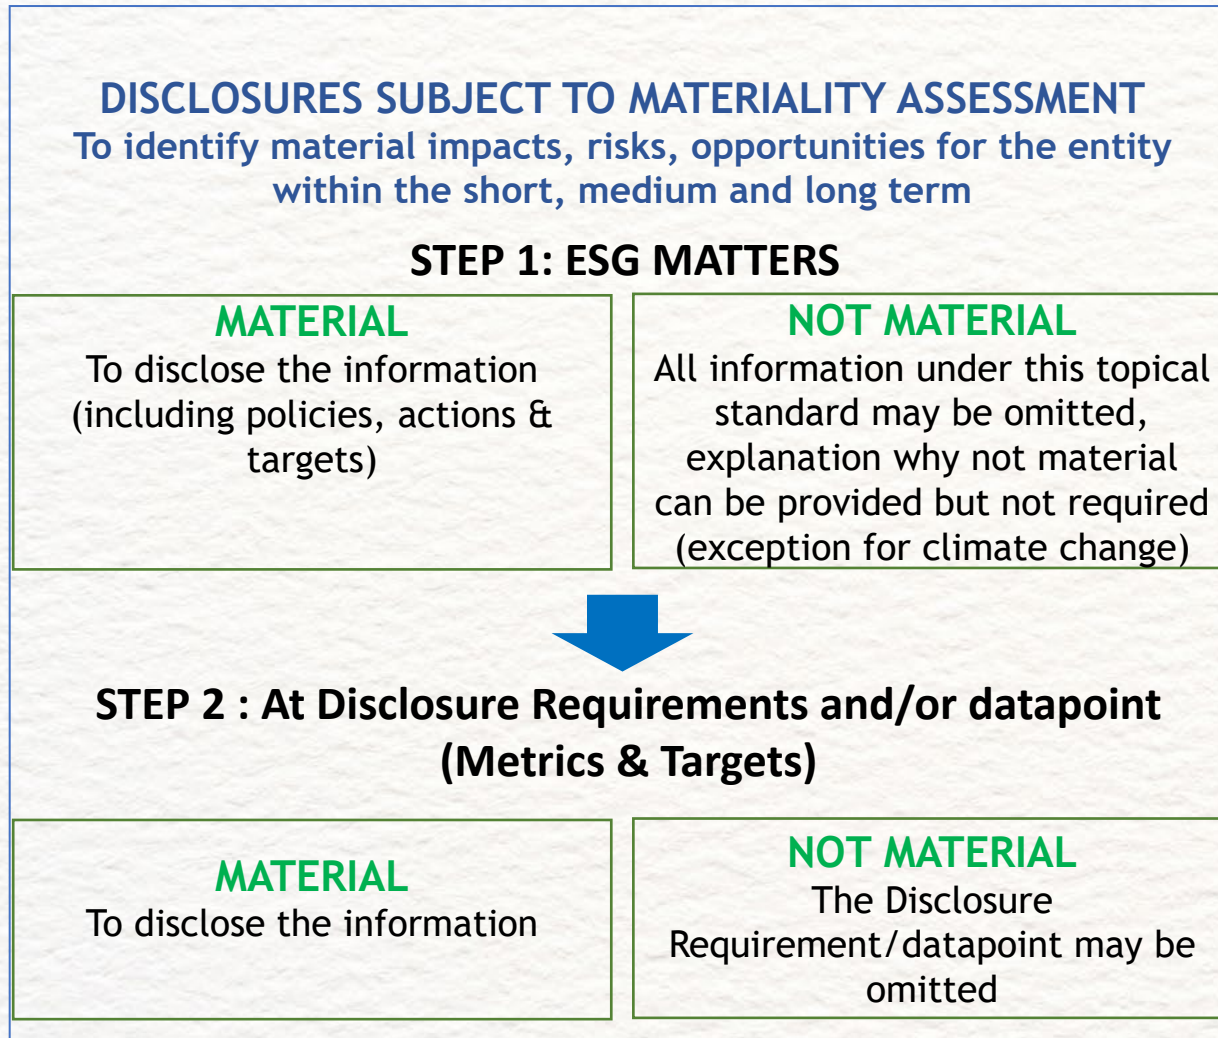 DISCLOSURES SUBJECT TO MATERIALITY ASSESSMENT
To identify material impacts, risks, opportunities for the entity
within the short, medium and long term
STEP 1: ESG MATTERS
MATERIAL
To disclose the information
(including policies, actions &
targets)
NOT MATERIAL
All information under this topical
standard may be omitted,
explanation why not material
can be provided but not required
(exception for climate change)
STEP 2 : At Disclosure Requirements and/or datapoint
(Metrics & Targets)
MATERIAL
To disclose the information
NOT MATERIAL
The Disclosure
Requirement/datapoint may be
omitted